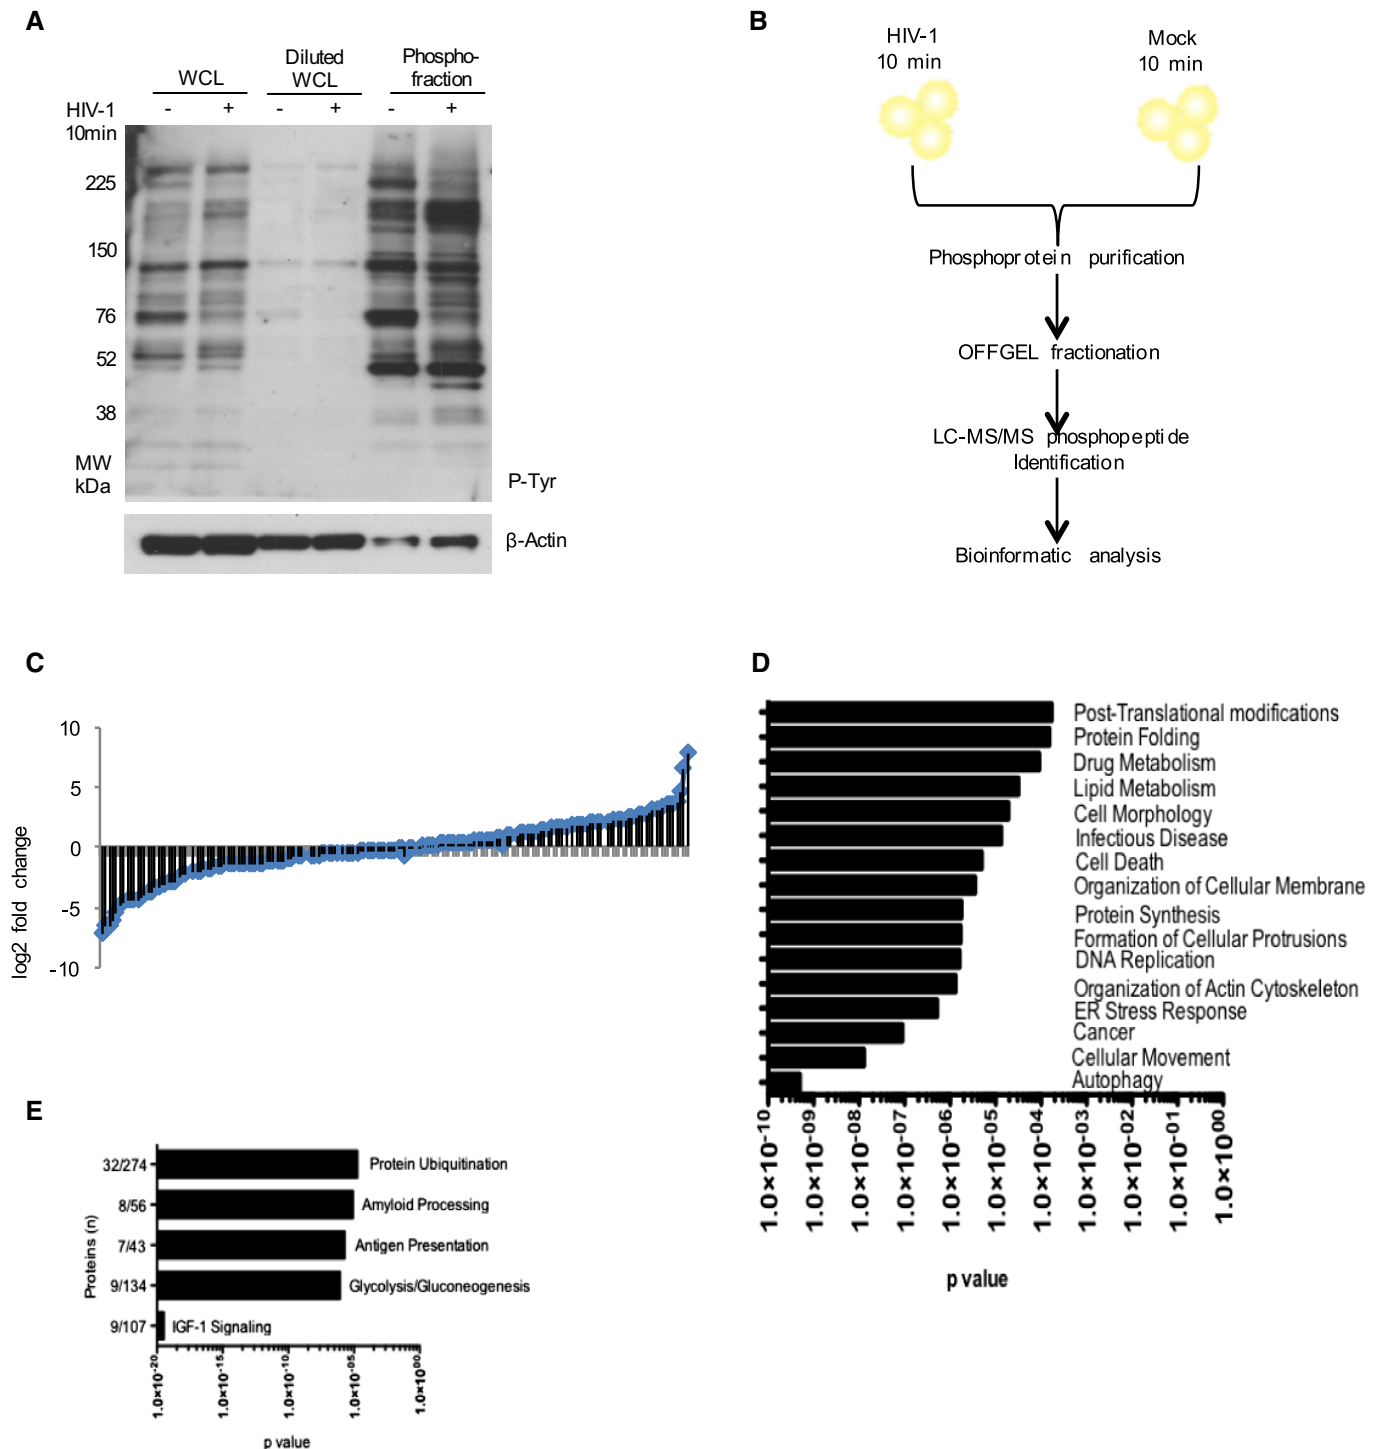 A
WCL
Diluted
WCL
Phospho-
fraction
HIV-1
10min
- + - + - +
225
150
76
52
38
MW
kDa
P-Tyr
β-Actin
B
HIV-1
10 min
Mock
10 min
Phosphoprotein purification
OFFGEL fractionation
LC-MS/MS phosphopeptide
Identification
Bioinformatic analysis
C
log2 fold change
10
5
0
-5
-10
D
Post-Translational modifications
Protein Folding
Drug Metabolism
Lipid Metabolism
Cell Morphology
Infectious Disease
Cell Death
Organization of Cellular Membrane
Protein Synthesis
Formation of Cellular Protrusions
DNA Replication
Organization of Actin Cytoskeleton
ER Stress Response
Cancer
Cellular Movement
Autophagy
1.0×10-10
1.0×10-09
1.0×10-08
1.0×10-07
1.0×10-06
1.0×10-05
1.0×10-04
1.0×10-03
1.0×10-02
1.0×10-01
1.0×1000
p value
E
Proteins (n)
32/274 Protein Ubiquitination
8/56 Amyloid Processing
7/43 Antigen Presentation
9/134 Glycolysis/Gluconeogenesis
9/107 IGF-1 Signaling
1.0×10-20
1.0×10-15
1.0×10-10
1.0×10-05
1.0×1000
p value